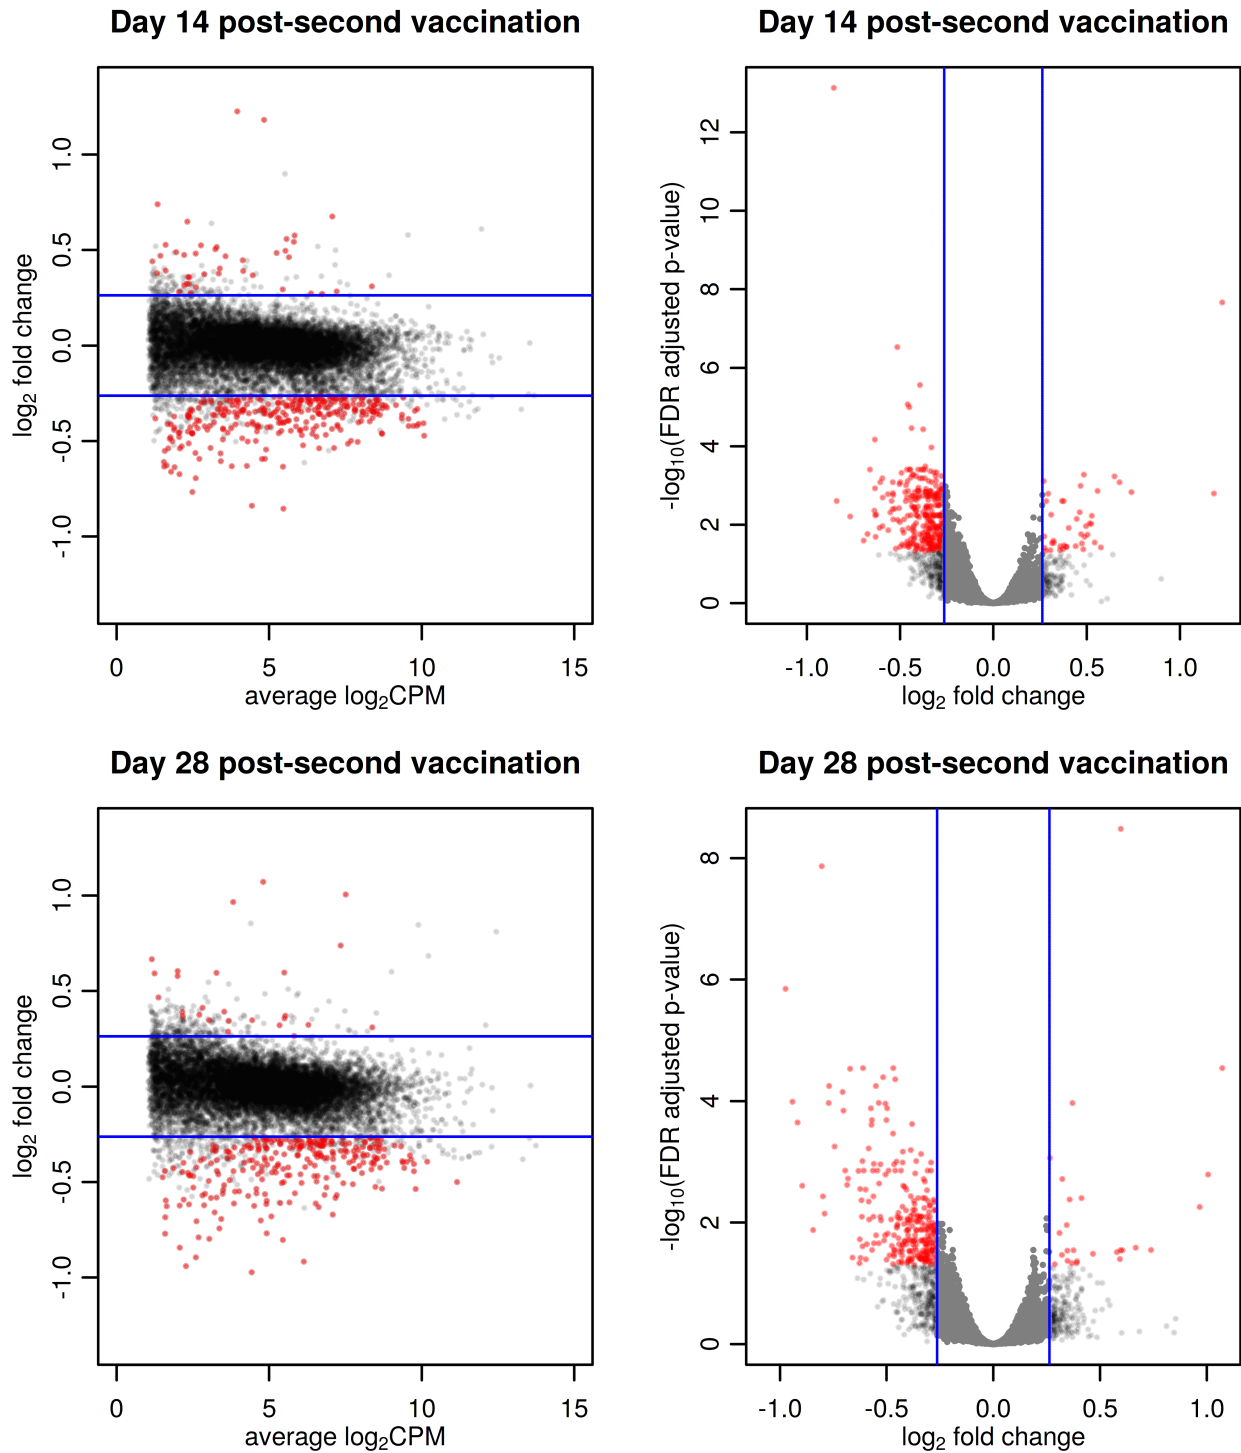 Day 14 post-second vaccination
log₂ fold change
1.0
0.5
0.0
-0.5
-1.0
0 5 10 15
average log₂CPM
Day 14 post-second vaccination
-log₁₀(FDR adjusted p-value)
12
10
8
6
4
2
0
-1.0 -0.5 0.0 0.5 1.0
log₂ fold change
Day 28 post-second vaccination
log₂ fold change
1.0
0.5
0.0
-0.5
-1.0
0 5 10 15
average log₂CPM
Day 28 post-second vaccination
-log₁₀(FDR adjusted p-value)
8
6
4
2
0
-1.0 -0.5 0.0 0.5 1.0
log₂ fold change